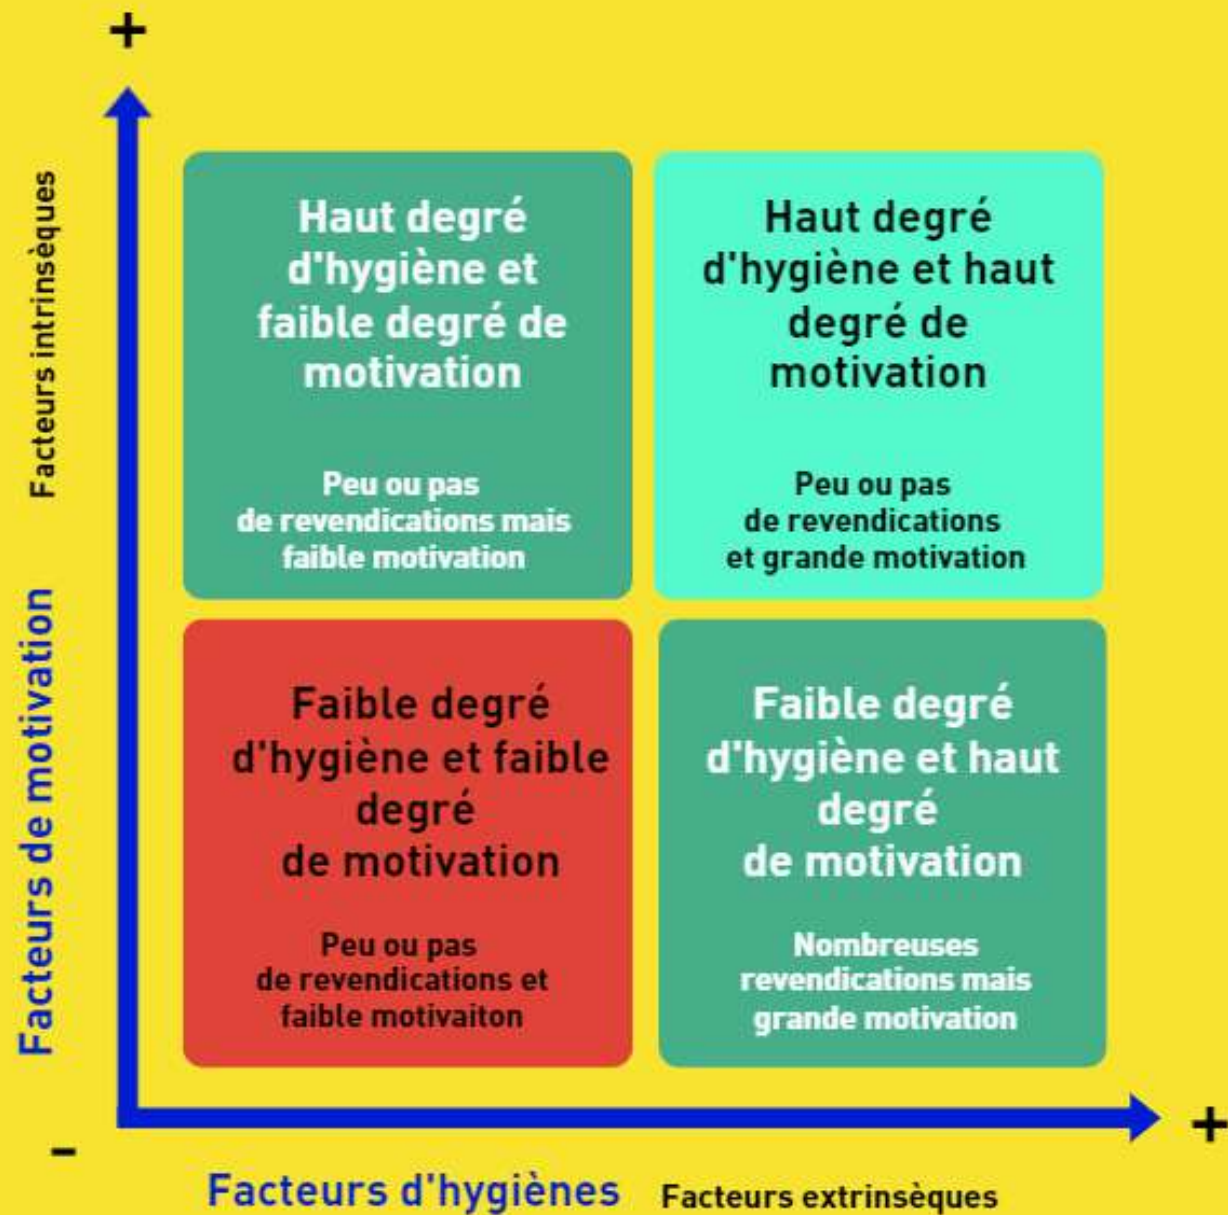 +
Facteurs intrinsèques
Facteurs de motivation
Haut degré
d'hygiène et
faible degré de
motivation
Peu ou pas
de revendications mais
faible motivation
Haut degré
d'hygiène et haut
degré de
motivation
Peu ou pas
de revendications
et grande motivation
Faible degré
d'hygiène et faible
degré
de motivation
Peu ou pas
de revendications et
faible motivaiton
Faible degré
d'hygiène et haut
degré
de motivation
Nombreuses
revendications mais
grande motivation
-
+
Facteurs d'hygiènes Facteurs extrinsèques